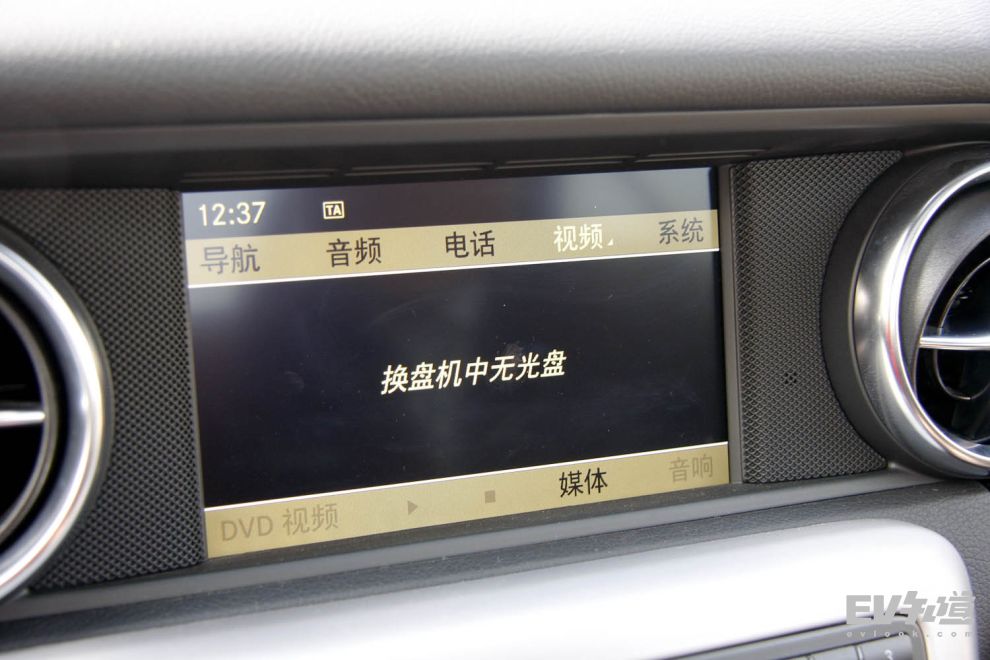 12:37 TA
导航 音频 电话 视频 系统
换盘机中无光盘
DVD 视频 媒体 音响
3
EV知道
evlook.com